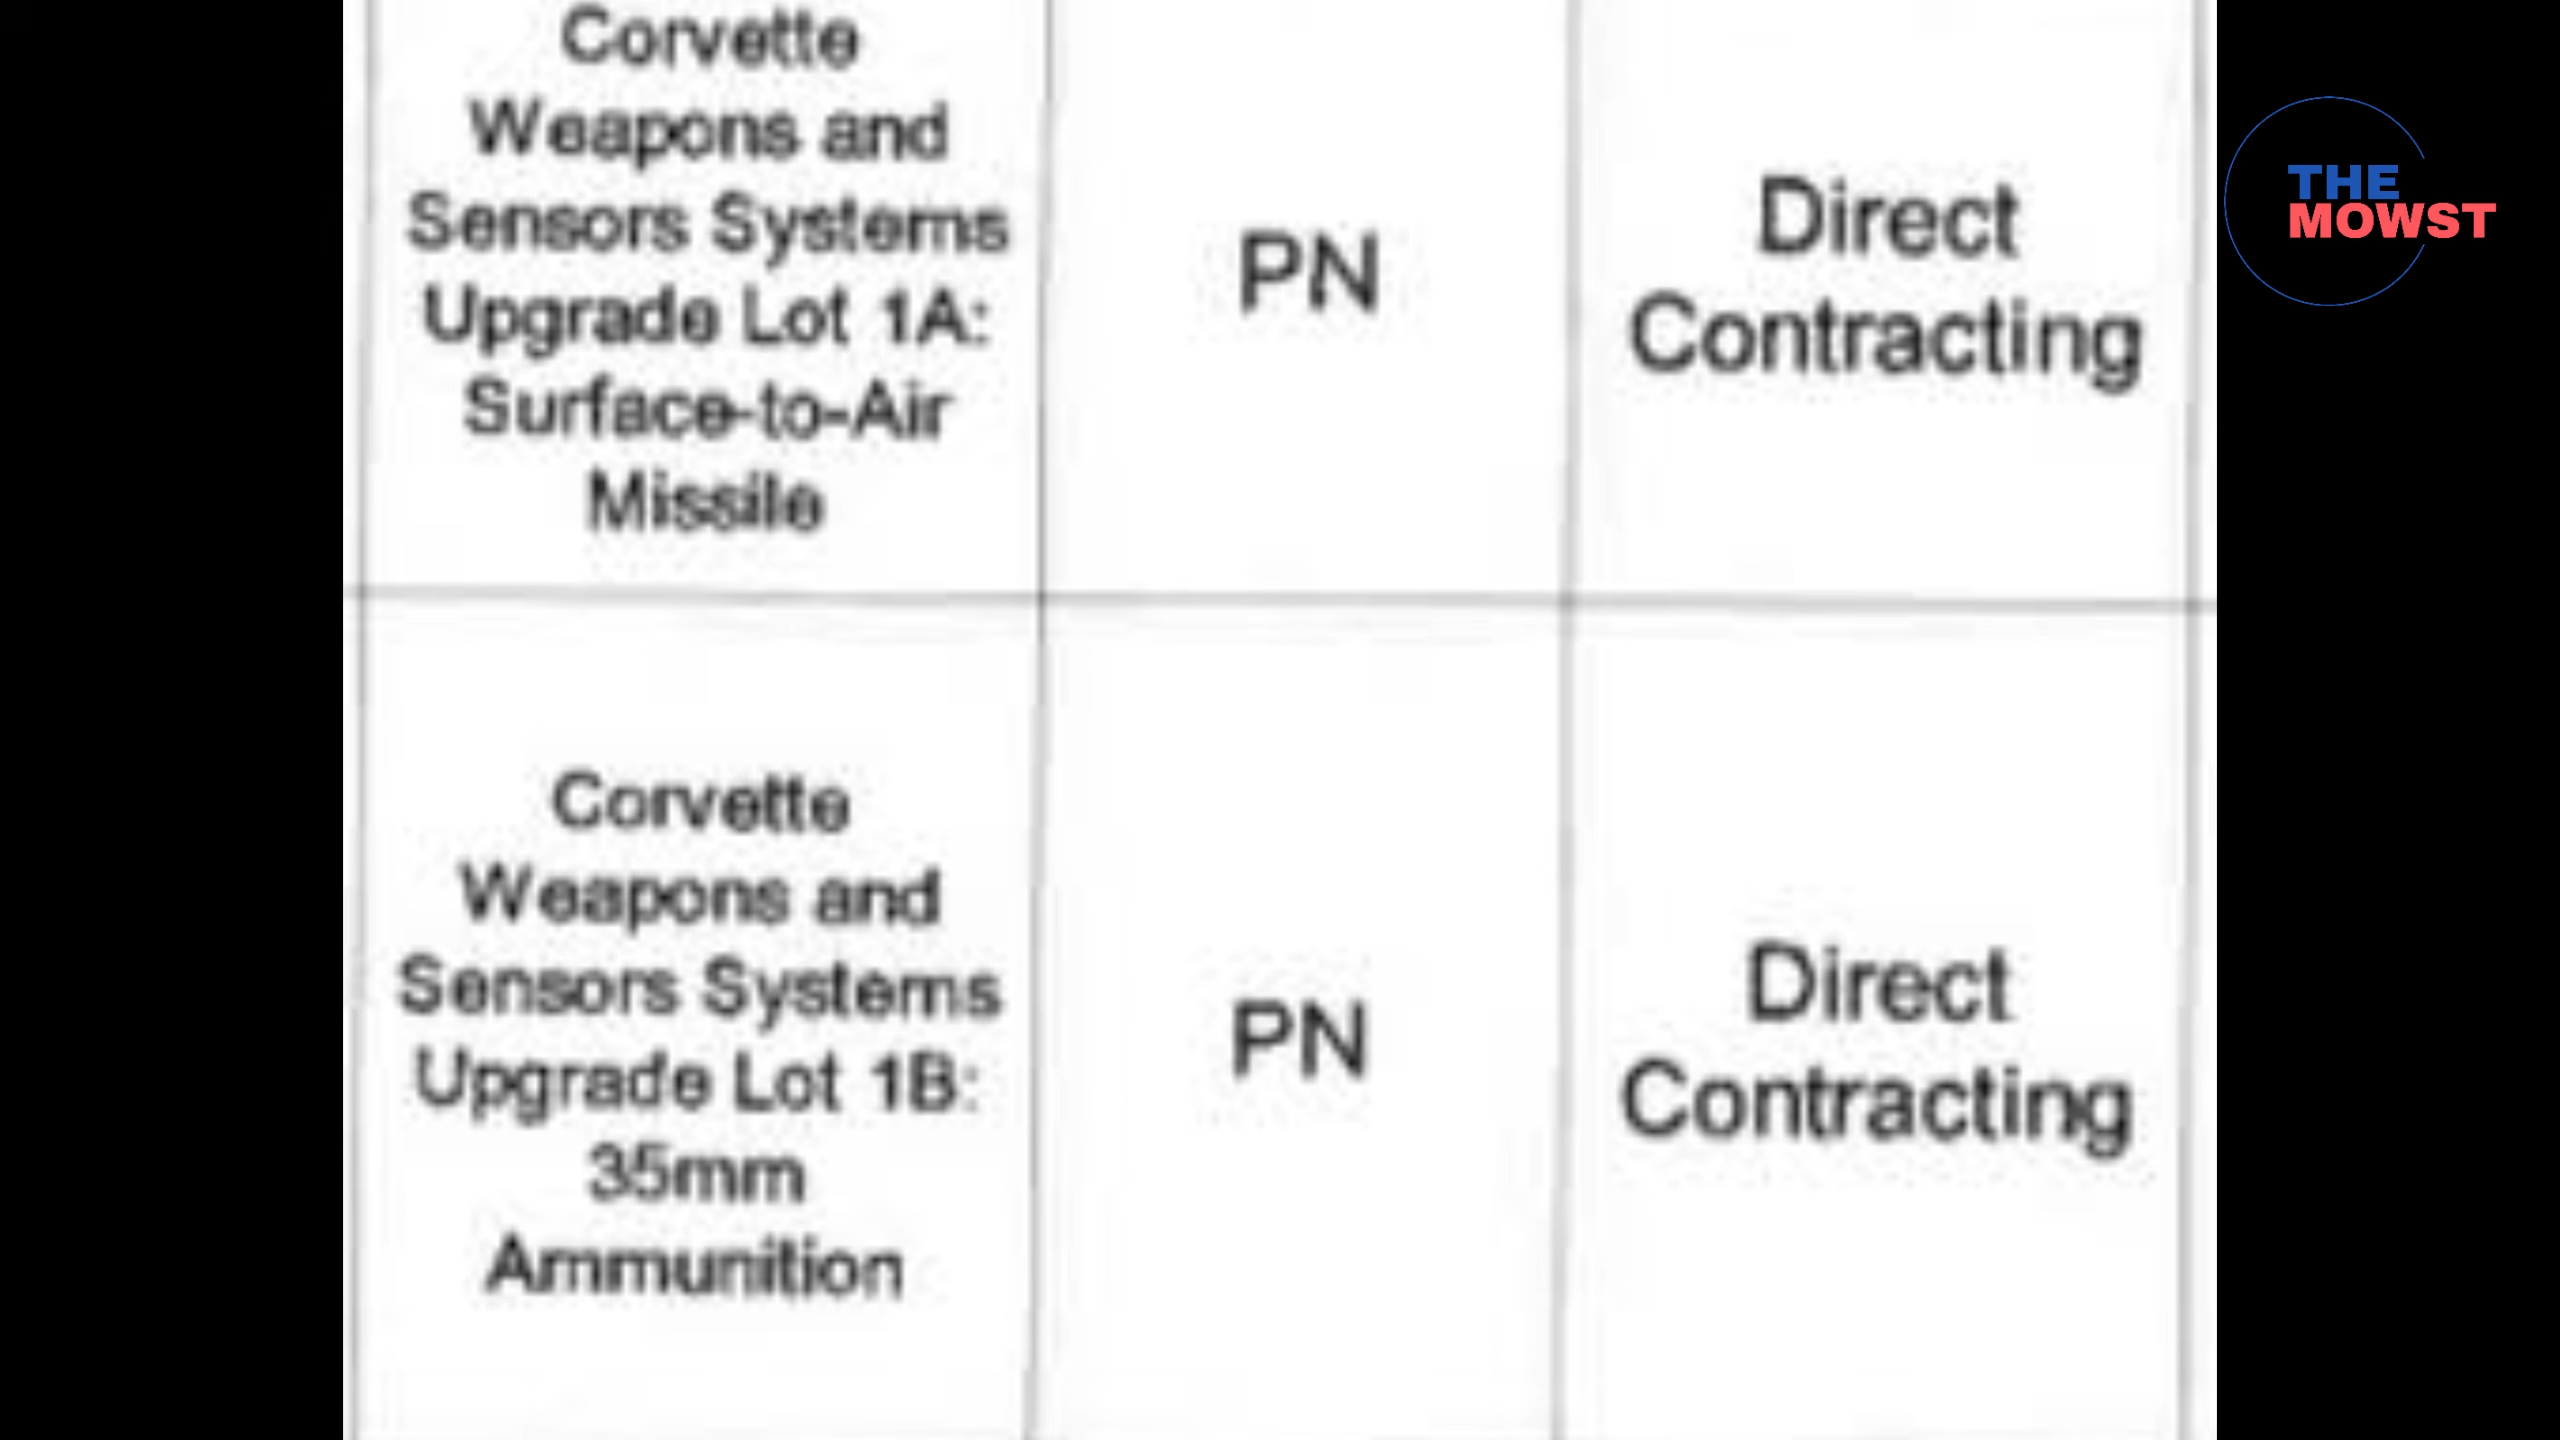 Corvette
Weapons and
Sensors Systems
Upgrade Lot 1A:
Surface-to-Air
Missile
PN
Direct
Contracting
Corvette
Weapons and
Sensors Systems
Upgrade Lot 1B:
35mm
Ammunition
PN
Direct
Contracting
THE
MOWST